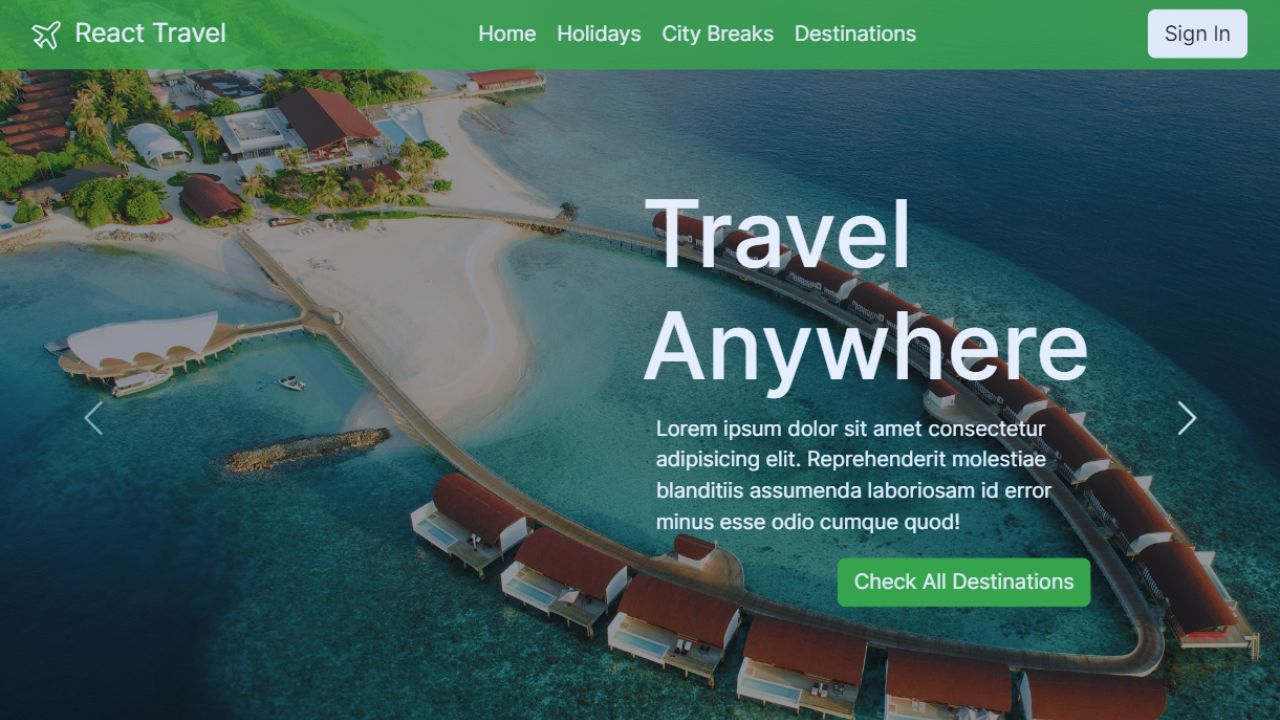 React Travel
Home Holidays City Breaks Destinations
Sign In
Travel
Anywhere
Lorem ipsum dolor sit amet consectetur
adipisicing elit. Reprehenderit molestiae
blanditiis assumenda laboriosam id error
minus esse odio cumque quod!
Check All Destinations